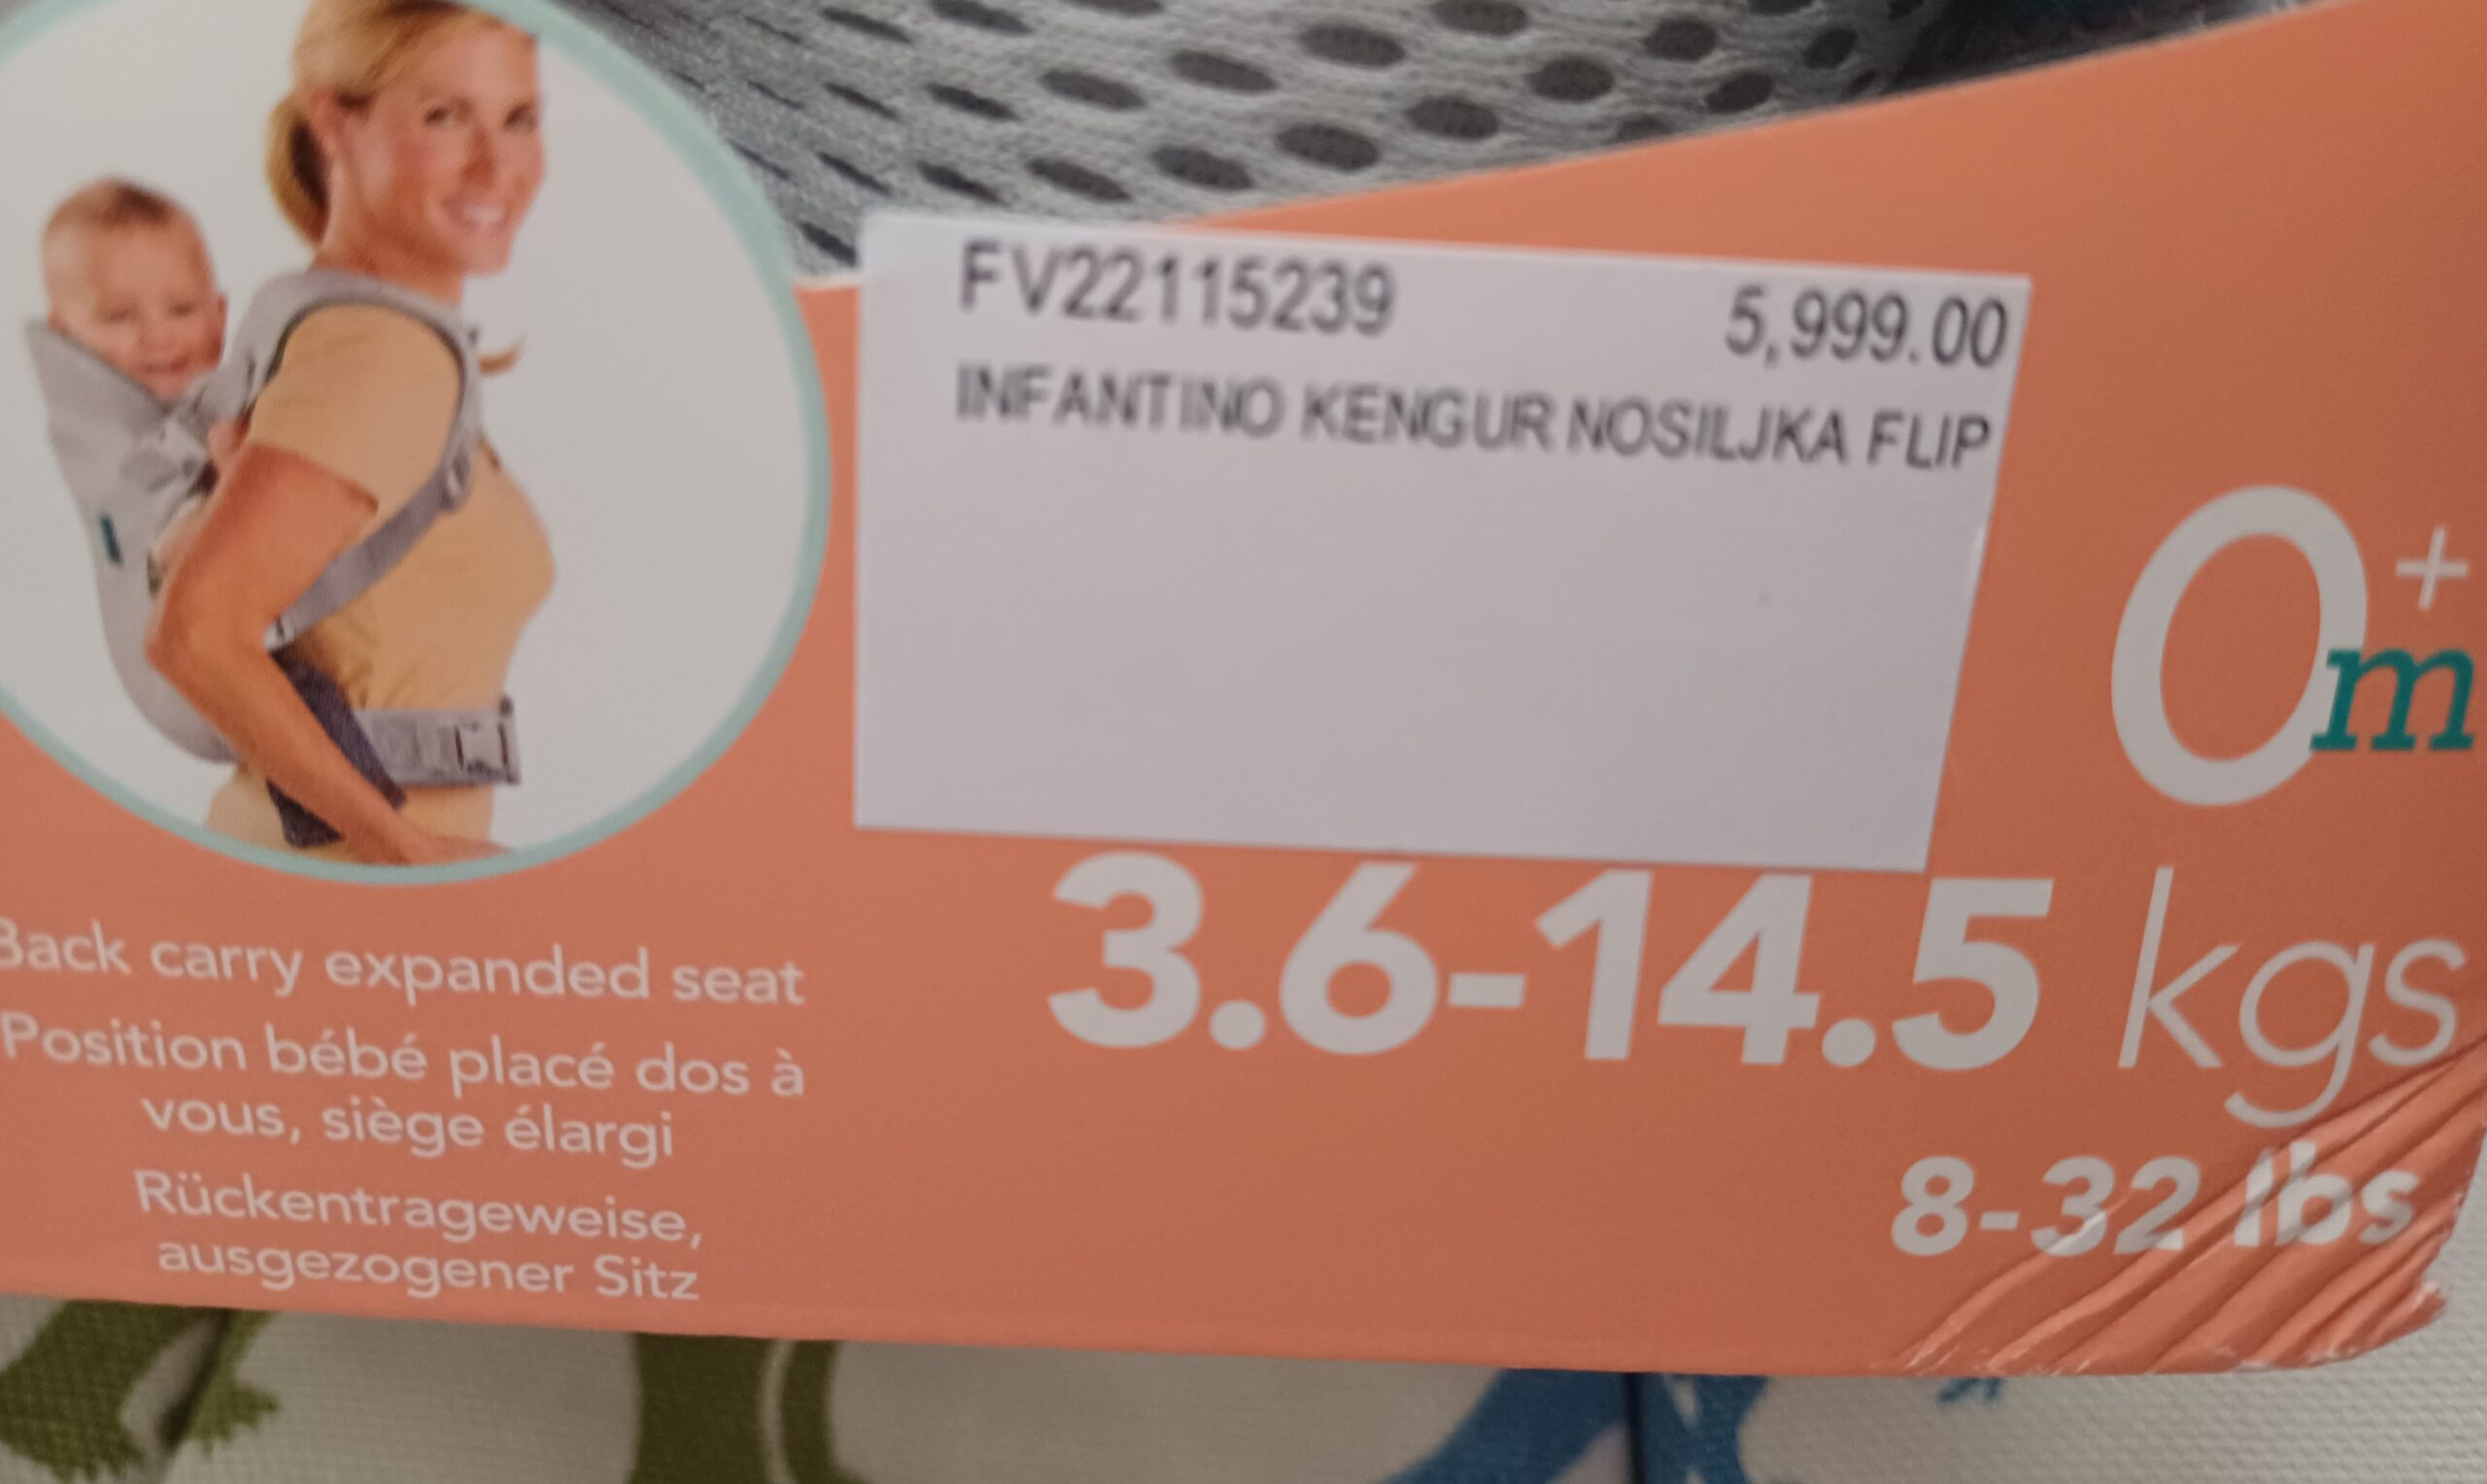 FV22115239 5,999.00
INFANTINO KENGUR NOSILJKA FLIP
0+
m
3.6-14.5 kgs
8-32 lbs
Back carry expanded seat
Position bébé placé dos à
vous, siège élargi
Rückentrageweise,
ausgezogener Sitz